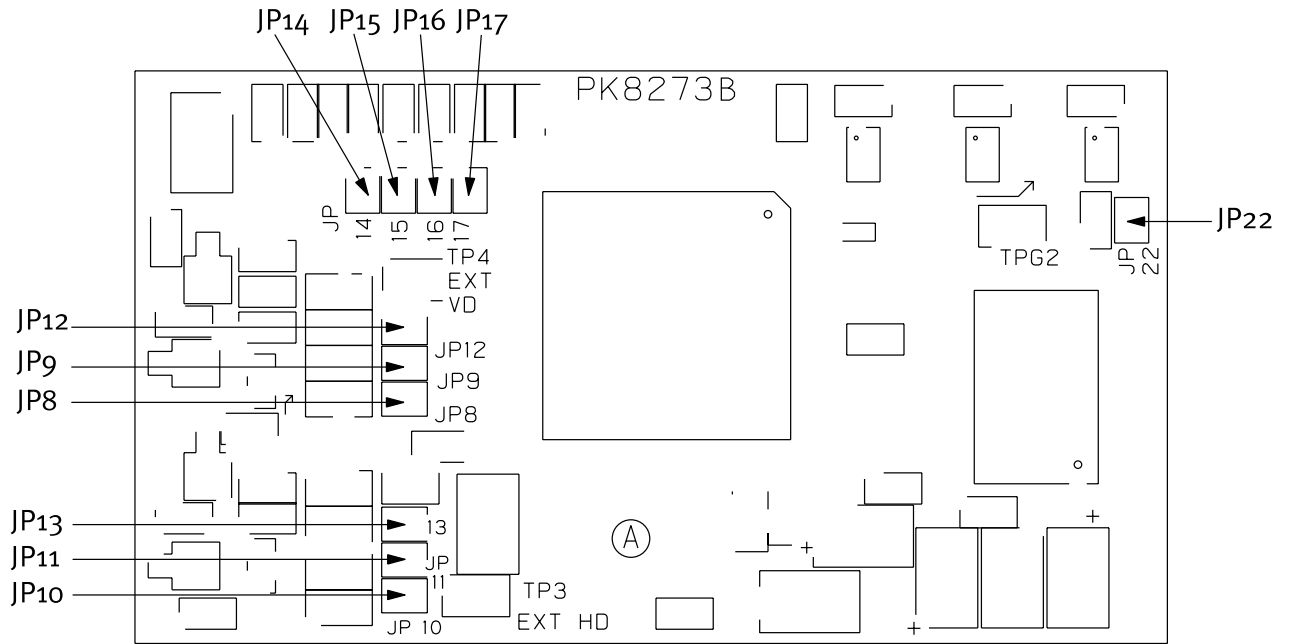 JP14 JP15 JP16 JP17
PK8273B
JP
14
15
16
17
JP22
JP
22
TPG2
TP4
EXT
VD
JP12
JP12
JP9
JP9
JP8
JP8
JP13
13
A
JP11
JP
11
JP10
TP3
JP 10
EXT HD
+
+
+